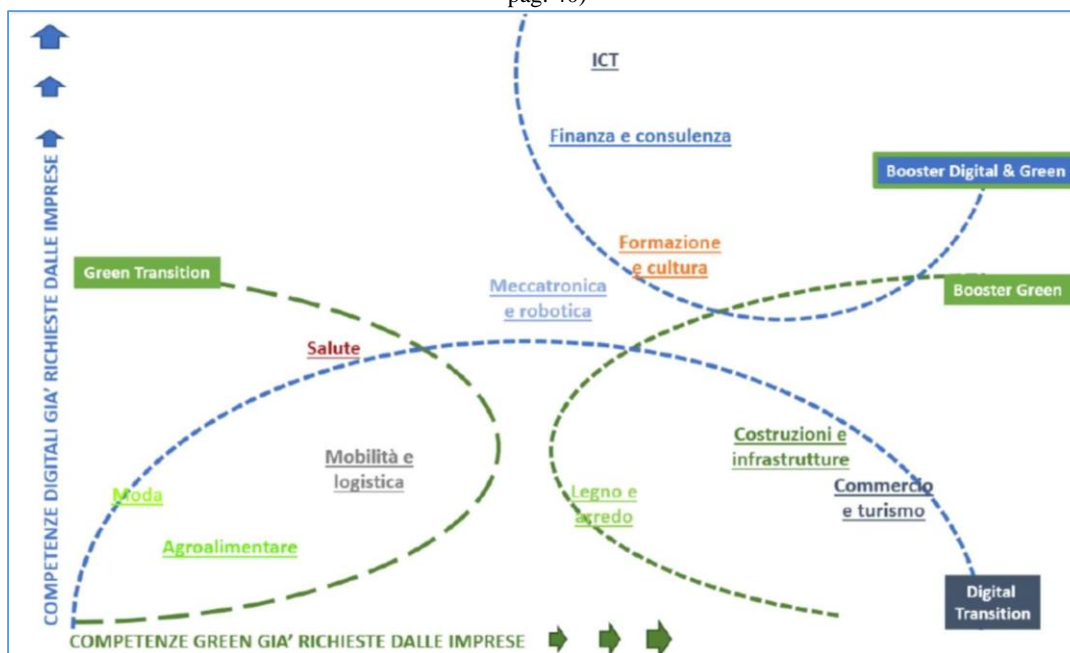 pag. 40)
ICT
Finanza e consulenza
Booster Digital & Green
Formazione
e cultura
Green Transition
Meccatronica
e robotica
Booster Green
Salute
Mobilità e
logistica
Costruzioni e
infrastrutture
Moda
Legno e
arredo
Commercio
e turismo
Agroalimentare
Digital
Transition
COMPETENZE DIGITALI GIA’ RICHIESTE DALLE IMPRESE
COMPETENZE GREEN GIA’ RICHIESTE DALLE IMPRESE